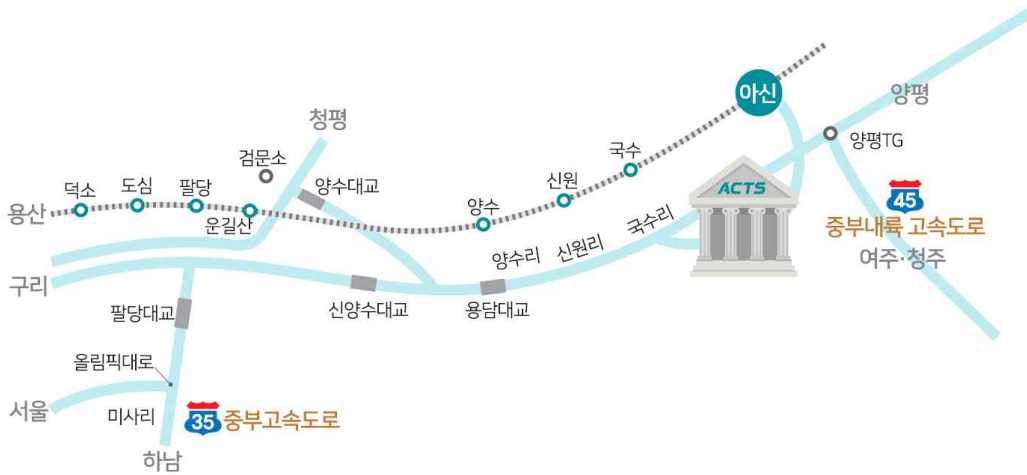 아신
양평
청평
양평TG
국수
검문소
양수대교
신원
덕소
도심
팔당
ACTS
45
용산
운길산
양수
국수리
중부내륙 고속도로
양수리
신원리
여주·청주
구리
팔당대교
신양수대교
용담대교
올림픽대로
서울
미사리
35
중부고속도로
하남